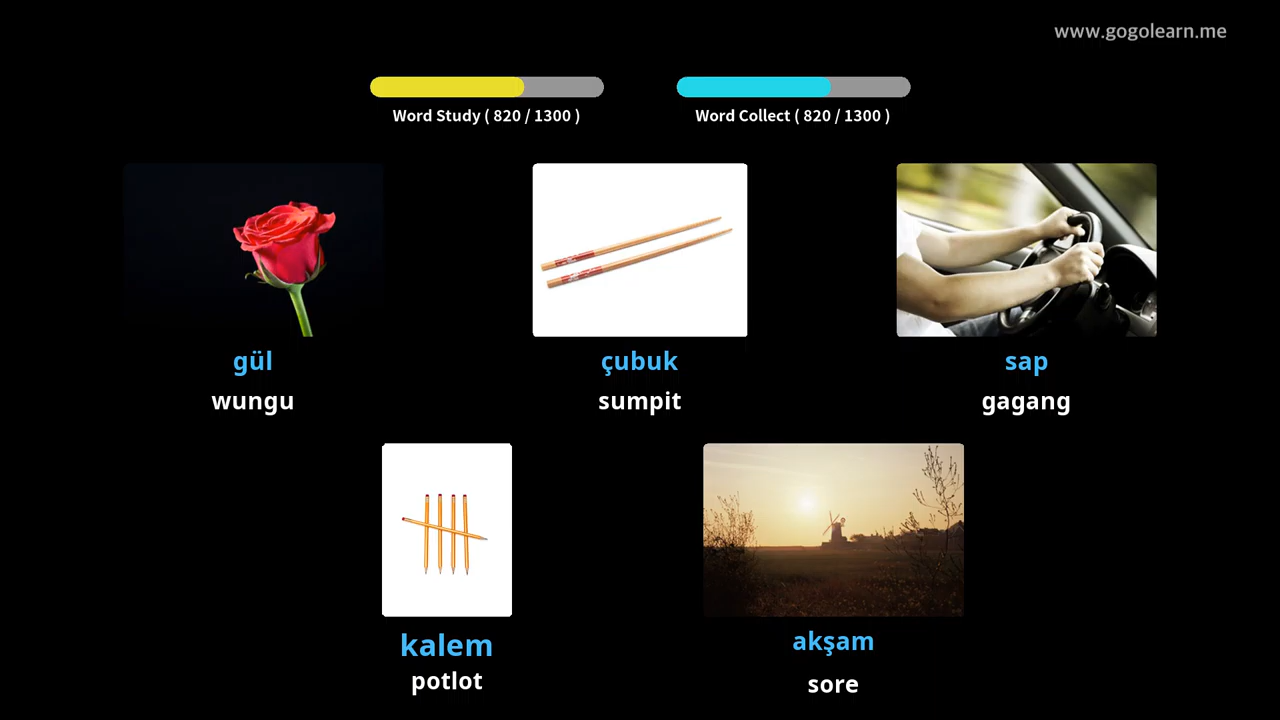 www.gogolearn.me
Word Study ( 820 / 1300 )
Word Collect ( 820 / 1300 )
gül
wungu
çubuk
sumpit
sap
gagang
kalem
potlot
akşam
sore